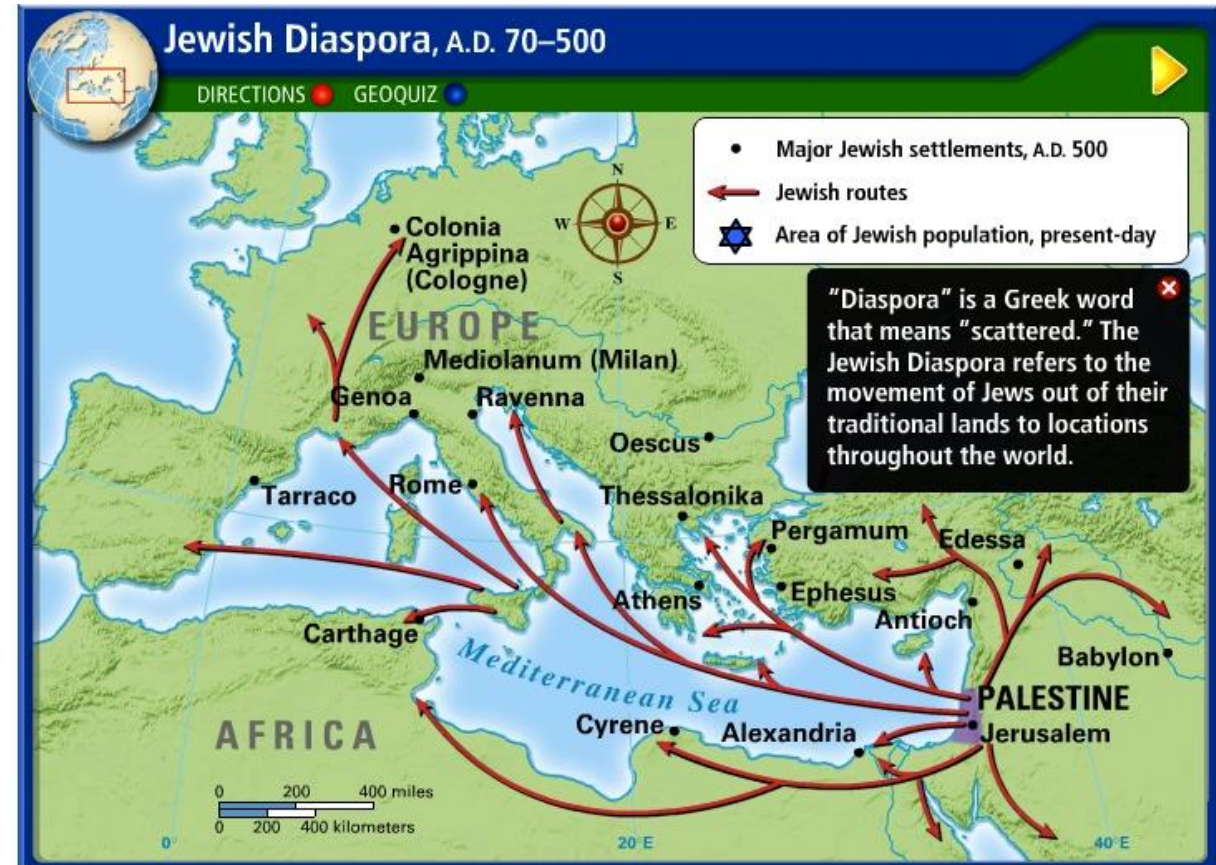 Jewish Diaspora, A.D. 70–500
DIRECTIONS GEOQUIZ
N
W E
S
• Major Jewish settlements, A.D. 500
Jewish routes
Area of Jewish population, present-day
"Diaspora" is a Greek word
that means "scattered." The
Jewish Diaspora refers to the
movement of Jews out of their
traditional lands to locations
throughout the world.
Colonia
Agrippina
(Cologne)
EUROPE
Mediolanum (Milan)
Genoa
Ravenna
Oescus
Tarraco
Rome
Thessalonika
Pergamum
Edessa
Athens
Ephesus
Antioch
Carthage
Babylon
Mediterranean Sea
PALESTINE
AFRICA
Cyrene
Alexandria
Jerusalem
0 200 400 miles
0 200 400 kilometers
0° 20°E 40°E